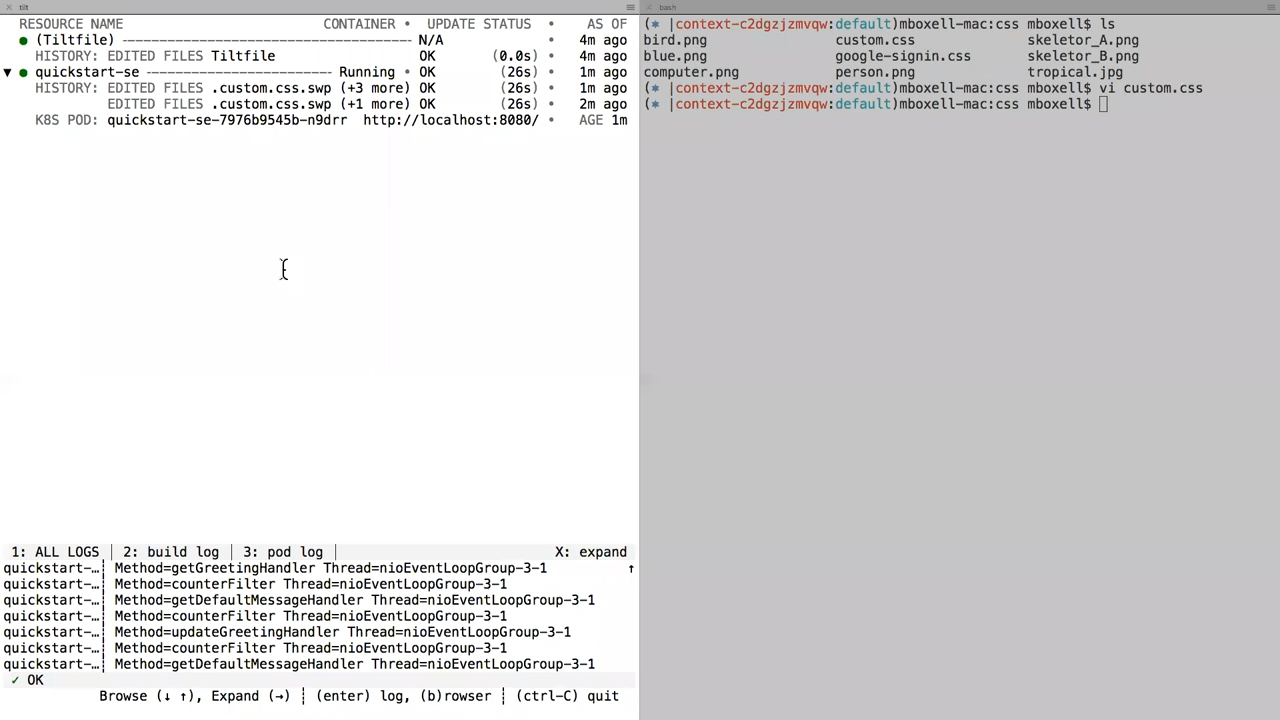 tilt
RESOURCE NAME CONTAINER • UPDATE STATUS • AS OF
● (Tiltfile) ------------------------------------ N/A 4m ago
HISTORY: EDITED FILES Tiltfile OK (0.0s) 4m ago
▼ ● quickstart-se ----------------------- Running • OK (26s) 1m ago
HISTORY: EDITED FILES .custom.css.swp (+3 more) OK (26s) 1m ago
EDITED FILES .custom.css.swp (+1 more) OK (26s) 2m ago
K8S POD: quickstart-se-7976b9545b-n9drr http://localhost:8080/ • AGE 1m
1: ALL LOGS │ 2: build log │ 3: pod log │ X: expand
quickstart-…┆ Method=getGreetingHandler Thread=nioEventLoopGroup-3-1 ↑
quickstart-…┆ Method=counterFilter Thread=nioEventLoopGroup-3-1
quickstart-…┆ Method=getDefaultMessageHandler Thread=nioEventLoopGroup-3-1
quickstart-…┆ Method=counterFilter Thread=nioEventLoopGroup-3-1
quickstart-…┆ Method=updateGreetingHandler Thread=nioEventLoopGroup-3-1
quickstart-…┆ Method=counterFilter Thread=nioEventLoopGroup-3-1
quickstart-…┆ Method=getDefaultMessageHandler Thread=nioEventLoopGroup-3-1
✓ OK
Browse (↓ ↑), Expand (→) ┆ (enter) log, (b)rowser ┆ (ctrl-C) quit
bash
(* |context-c2dgzjzmvqw:default)mboxell-mac:css mboxell$ ls
bird.png custom.css skeletor_A.png
blue.png google-signin.css skeletor_B.png
computer.png person.png tropical.jpg
(* |context-c2dgzjzmvqw:default)mboxell-mac:css mboxell$ vi custom.css
(* |context-c2dgzjzmvqw:default)mboxell-mac:css mboxell$